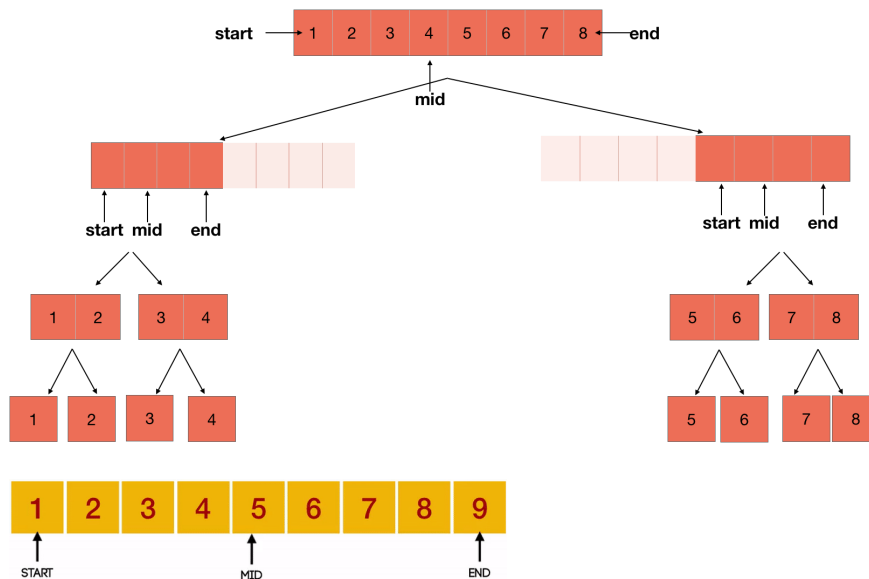 start 1 2 3 4 5 6 7 8 end
mid
start mid end
start mid end
1 2 3 4
5 6 7 8
1 2 3 4
5 6 7 8
1 2 3 4 5 6 7 8 9
START MID END